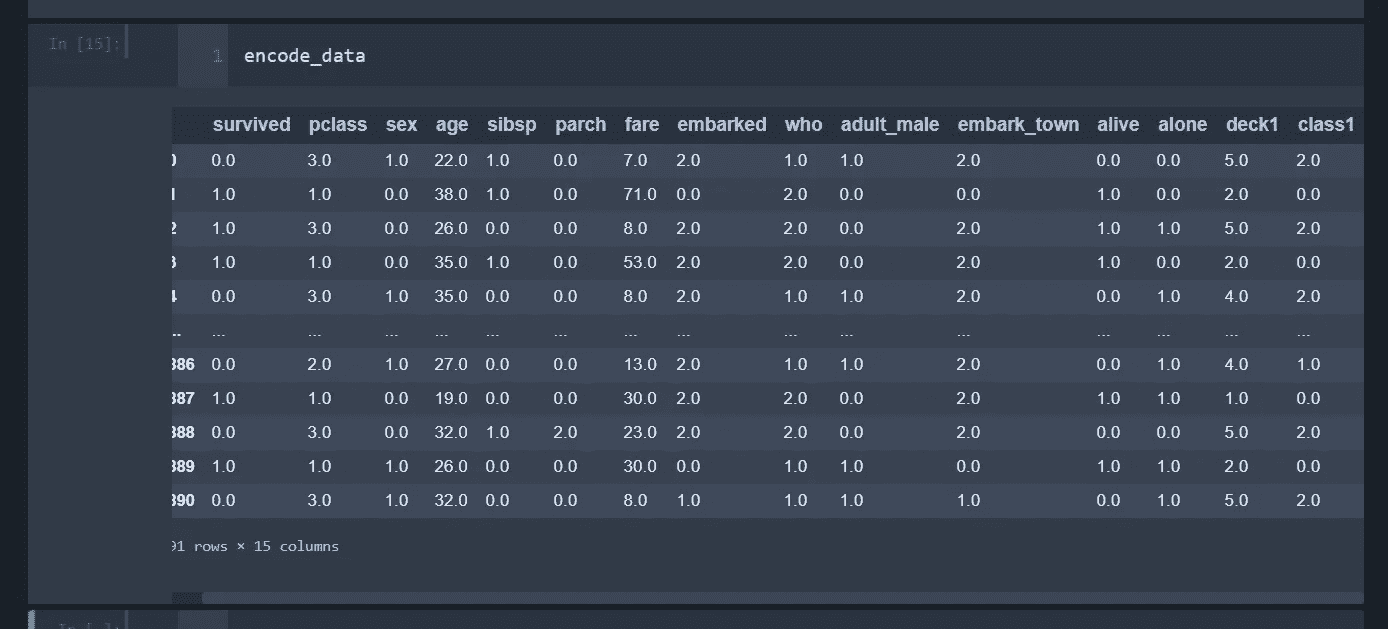 In [15]:
1 encode_data
survived pclass sex age sibsp parch fare embarked who adult_male embark_town alive alone deck1 class1
0.0 3.0 1.0 22.0 1.0 0.0 7.0 2.0 1.0 1.0 2.0 0.0 0.0 5.0 2.0
1.0 1.0 0.0 38.0 1.0 0.0 71.0 0.0 2.0 0.0 0.0 1.0 0.0 2.0 0.0
2 1.0 3.0 0.0 26.0 0.0 0.0 8.0 2.0 2.0 0.0 2.0 1.0 1.0 5.0 2.0
3 1.0 1.0 0.0 35.0 1.0 0.0 53.0 2.0 2.0 0.0 2.0 1.0 0.0 2.0 0.0
4 0.0 3.0 1.0 35.0 0.0 0.0 8.0 2.0 1.0 1.0 2.0 0.0 1.0 4.0 2.0
... ... ... ... ... ... ... ... ... ... ... ... ... ... ... ...
886 0.0 2.0 1.0 27.0 0.0 0.0 13.0 2.0 1.0 1.0 2.0 0.0 1.0 4.0 1.0
887 1.0 1.0 0.0 19.0 0.0 0.0 30.0 2.0 2.0 0.0 2.0 1.0 1.0 1.0 0.0
888 0.0 3.0 0.0 32.0 1.0 2.0 23.0 2.0 2.0 0.0 2.0 0.0 0.0 5.0 2.0
889 1.0 1.0 1.0 26.0 0.0 0.0 30.0 0.0 1.0 1.0 0.0 1.0 1.0 2.0 0.0
890 0.0 3.0 1.0 32.0 0.0 0.0 8.0 1.0 1.0 1.0 1.0 0.0 1.0 5.0 2.0
91 rows × 15 columns